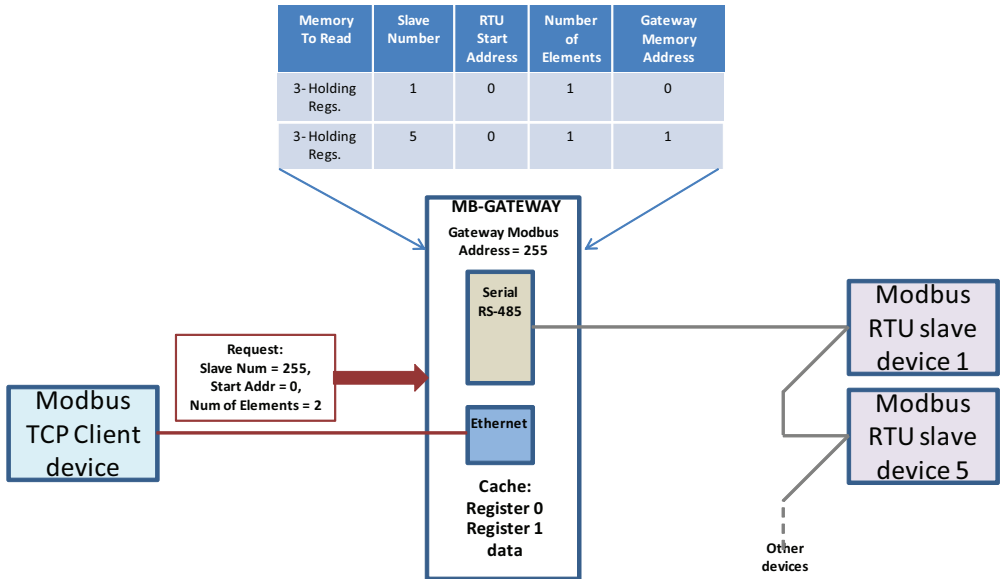 Memory To Read
Slave Number
RTU Start Address
Number of Elements
Gateway Memory Address
3- Holding Regs.
1
0
1
0
3- Holding Regs.
5
0
1
1
MB-GATEWAY
Gateway Modbus
Address = 255
Serial
RS-485
Request:
Slave Num = 255,
Start Addr = 0,
Num of Elements = 2
Modbus
TCP Client
device
Ethernet
Cache:
Register 0
Register 1
data
Modbus
RTU slave
device 1
Modbus
RTU slave
device 5
Other
devices